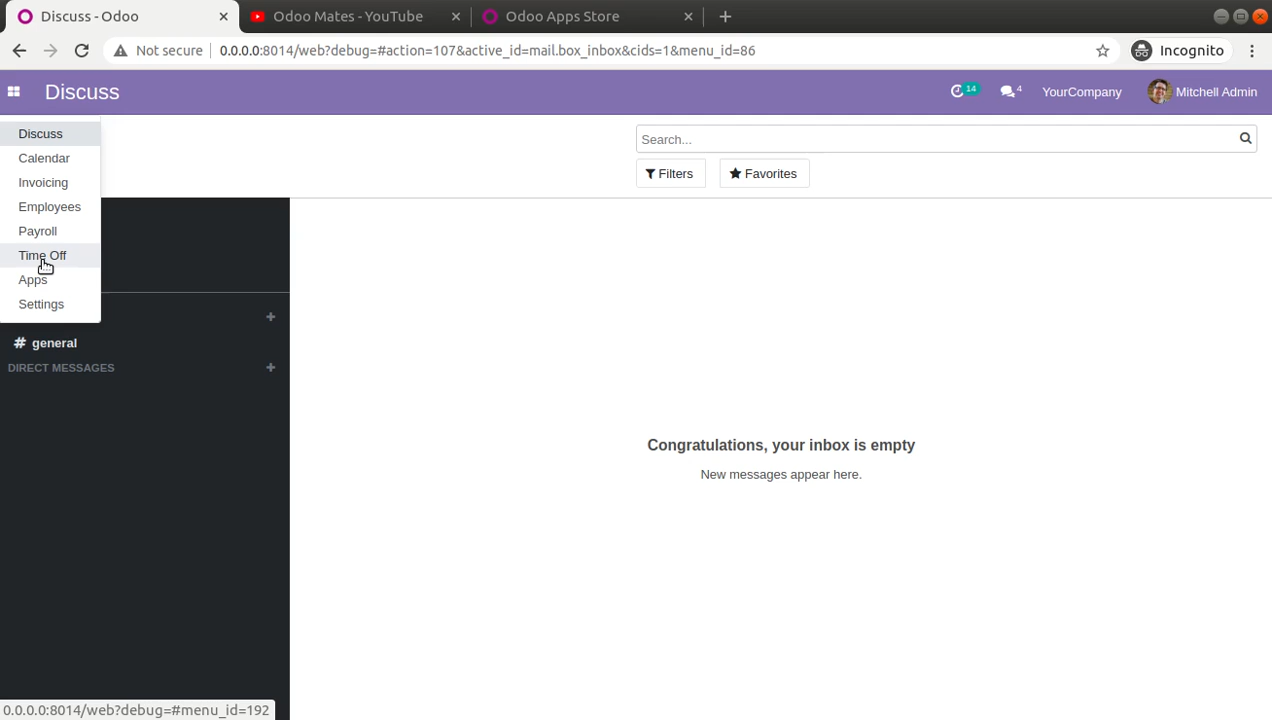 Discuss - Odoo
Odoo Mates - YouTube
Odoo Apps Store
Not secure
0.0.0.0:8014/web?debug=#action=107&active_id=mail.box_inbox&cids=1&menu_id=86
Incognito
Discuss
14
4
YourCompany
Mitchell Admin
Discuss
Calendar
Invoicing
Employees
Payroll
Time Off
Apps
Settings
Search...
Filters
Favorites
# general
DIRECT MESSAGES
Congratulations, your inbox is empty
New messages appear here.
0.0.0.0:8014/web?debug=#menu_id=192